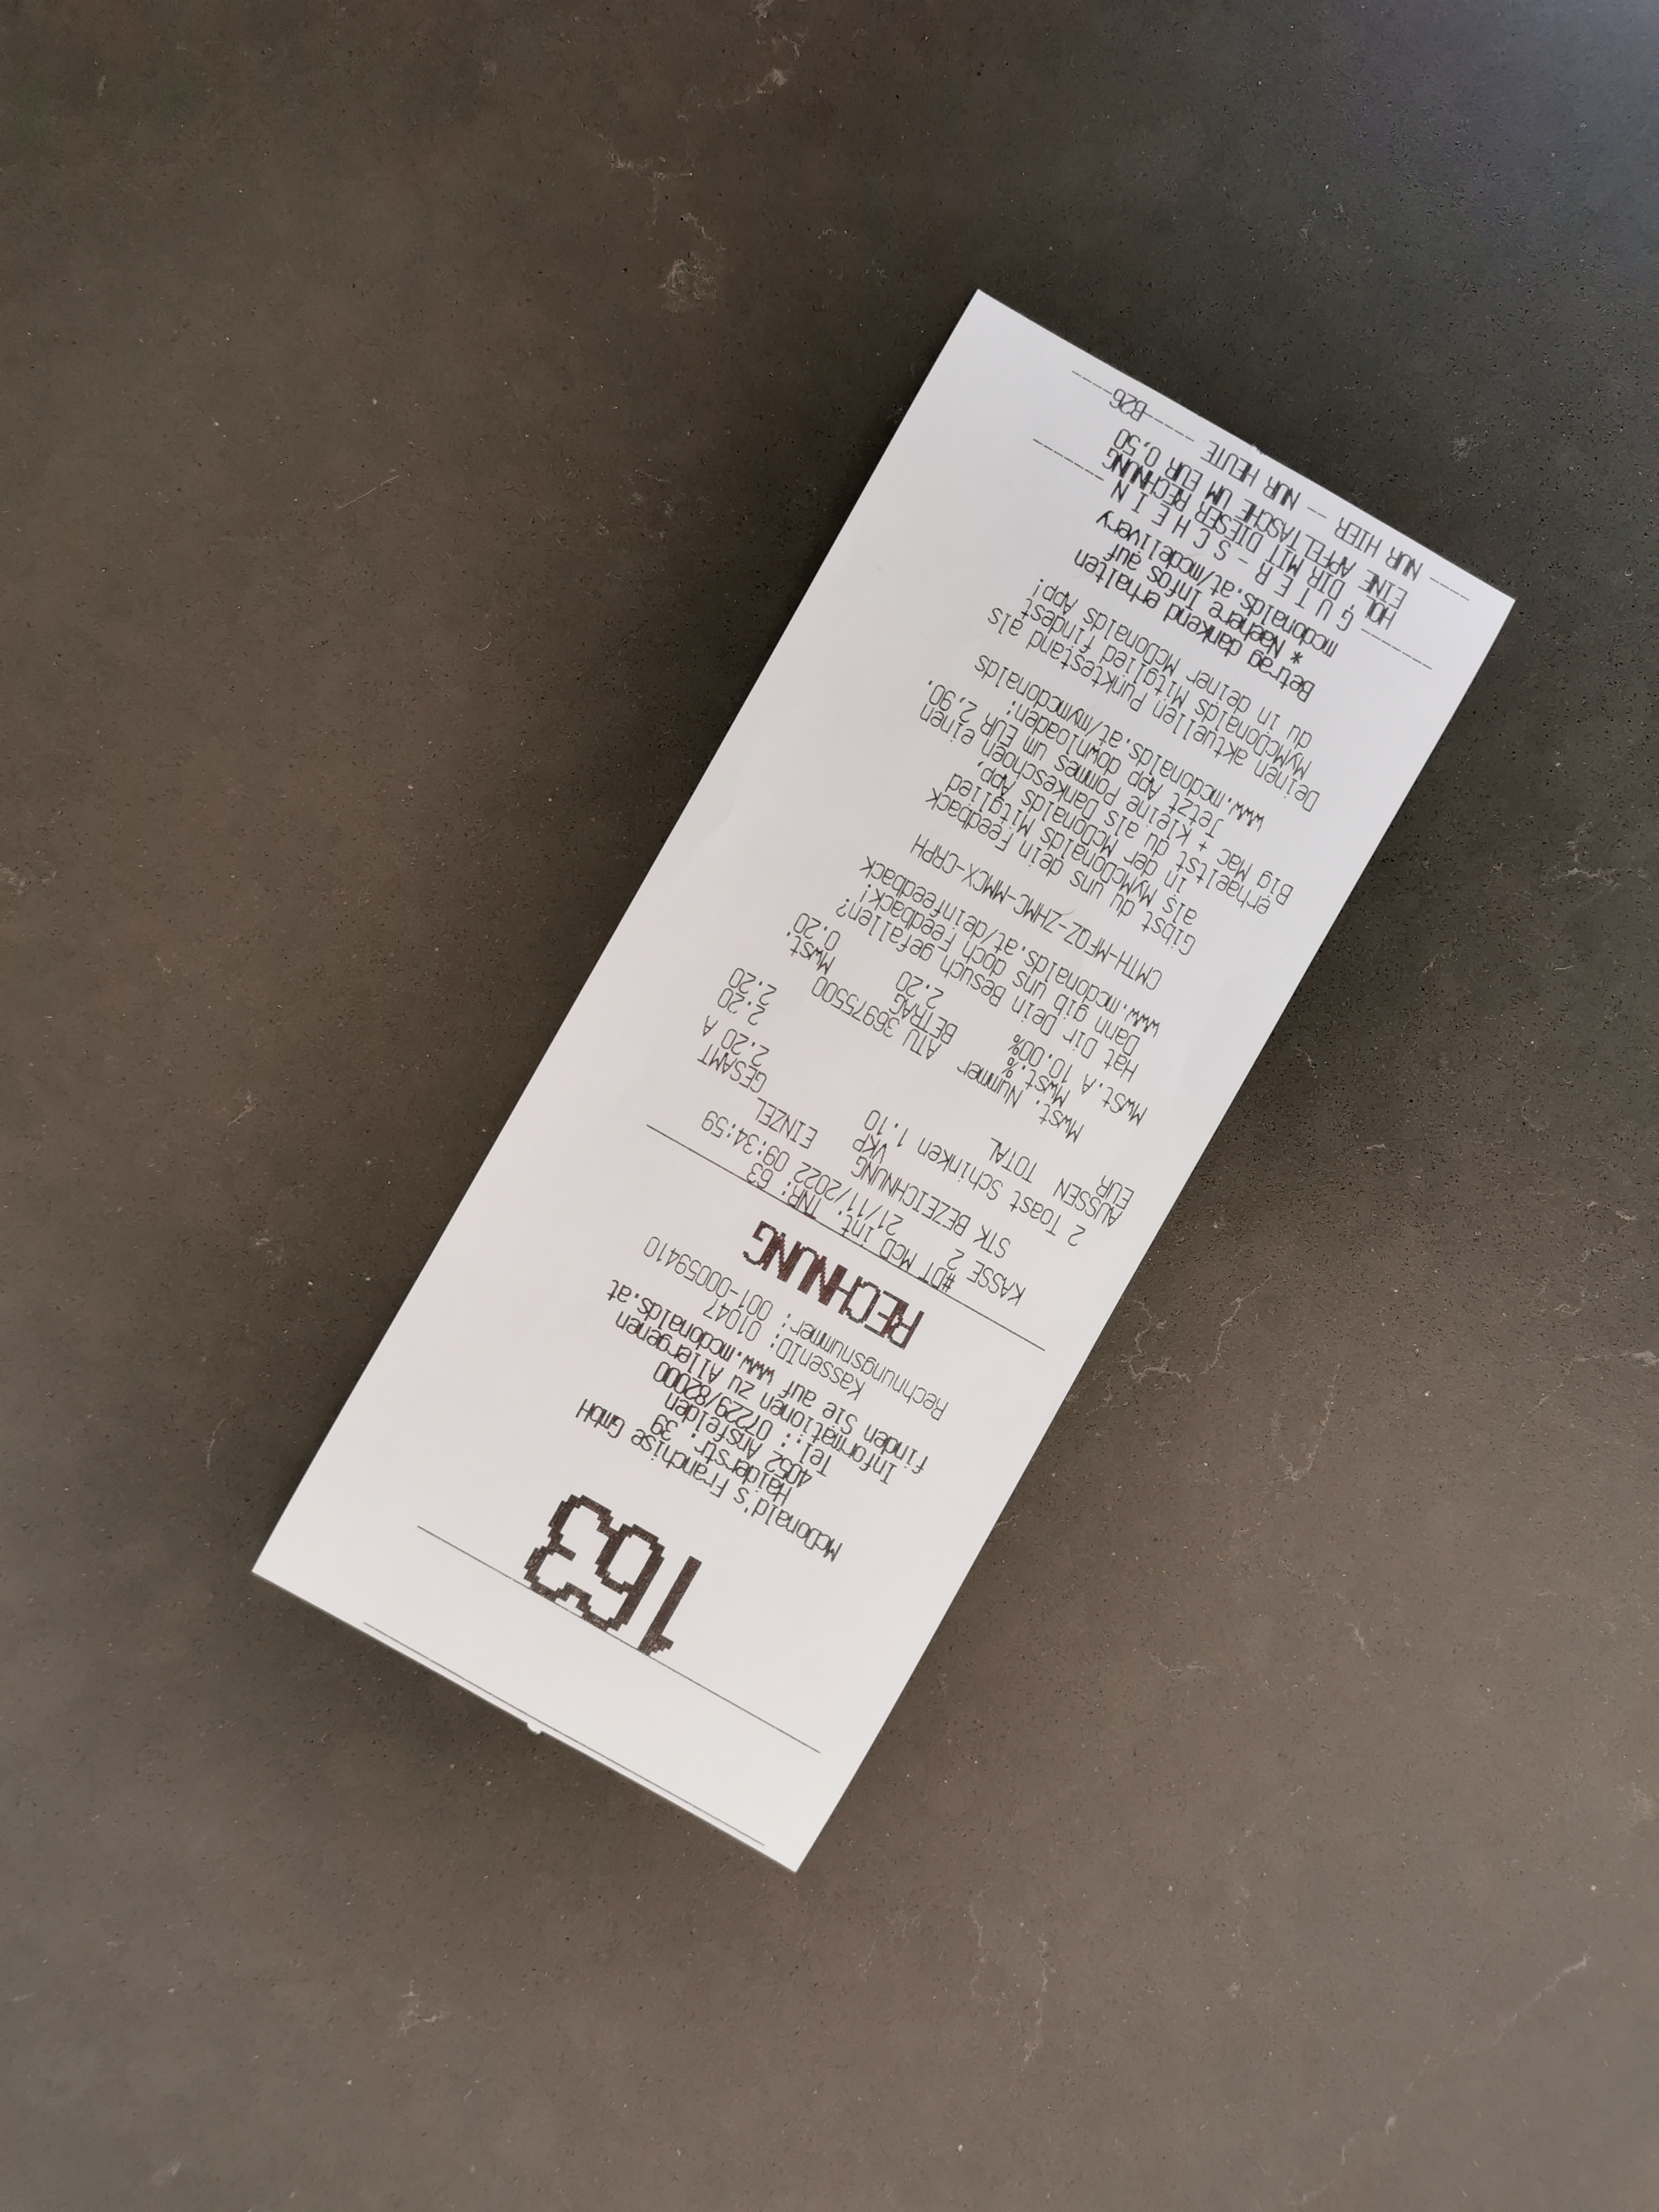 163
McDonald's Franchise GmbH
Haiderstr. 39
4052 Ansfelden
Tel.: 07229/82000
Informationen zu Allergenen
finden Sie auf www.mcdonalds.at
KassenID: 01047
Rechnungsnummer: 001-00059410
RECHNUNG
#DT McD int. TNR: 63
KASSE 2 21/11/2022 09:34:59
STK BEZEICHNUNG VKP EINZEL GESAMT
2 Toast Schinken 1.10 2.20 A
AUSSEN TOTAL 2.20
EUR 2.20
Mwst. Nummer ATU 36975500
Mwst.% BETRAG Mwst.
MwSt.A 10.00% 2.20 0.20
Hat Dir Dein Besuch gefallen?
Dann gib uns doch Feedback!
www.mcdonalds.at/deinfeedback
CMTH-MFQZ-ZHMC-MMCX-CRPH
Gibst du uns dein Feedback
als MyMcDonalds Mitglied
in der McDonalds App,
erhaeltst du als Dankeschoen einen
Big Mac + kleine Pommes um EUR 2,90.
Jetzt App downloaden:
www.mcdonalds.at/mymcdonalds
Deinen aktuellen Punktestand als
MyMcDonalds Mitglied findest
du in deiner McDonalds App!
Betrag dankend erhalten
* Naehere Infos auf
mcdonalds.at/mcdelivery
------ G U T E R - S C H E I N ------
HOL DIR MIT DIESER RECHNUNG
EINE APFELTASCHE UM EUR 0,50
---- NUR HIER -- NUR HEUTE ----B26----